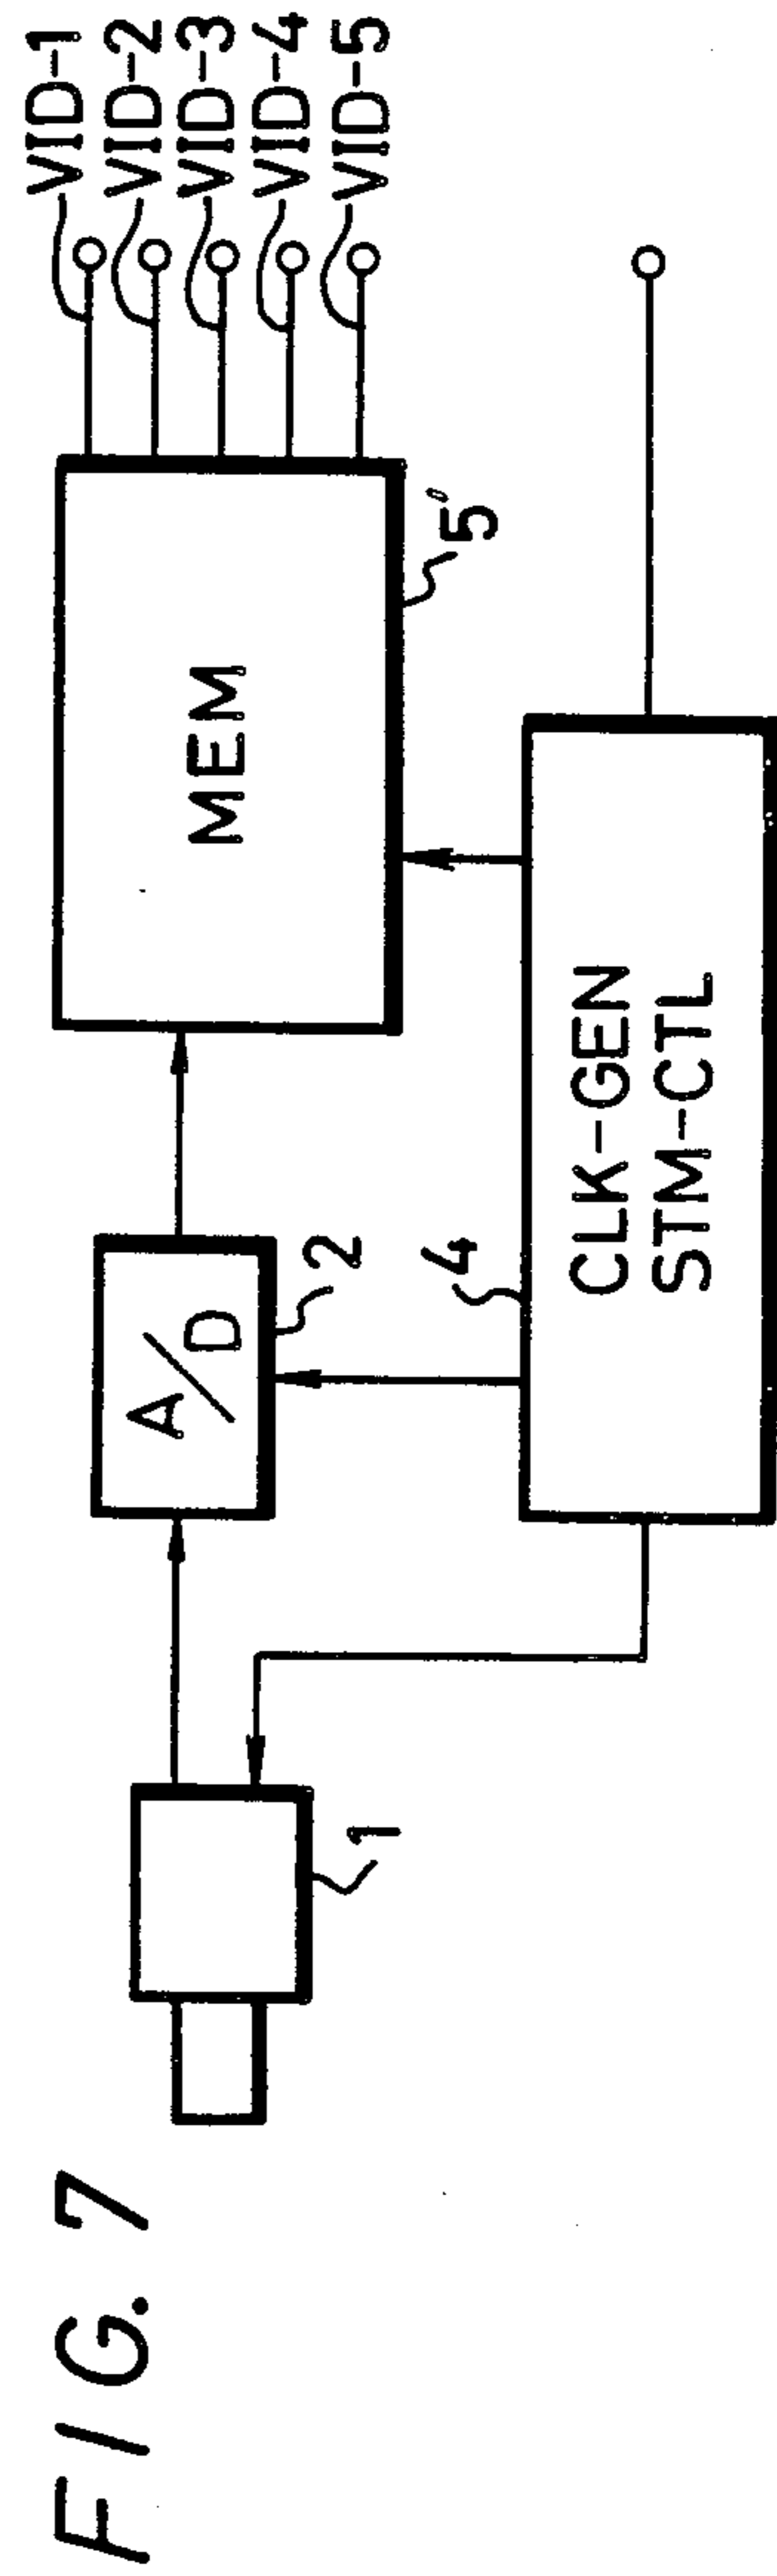 FIG. 7
VID-1
VID-2
VID-3
VID-4
VID-5
MEM
5'
A/D
2
4
CLK-GEN
STM-CTL
1